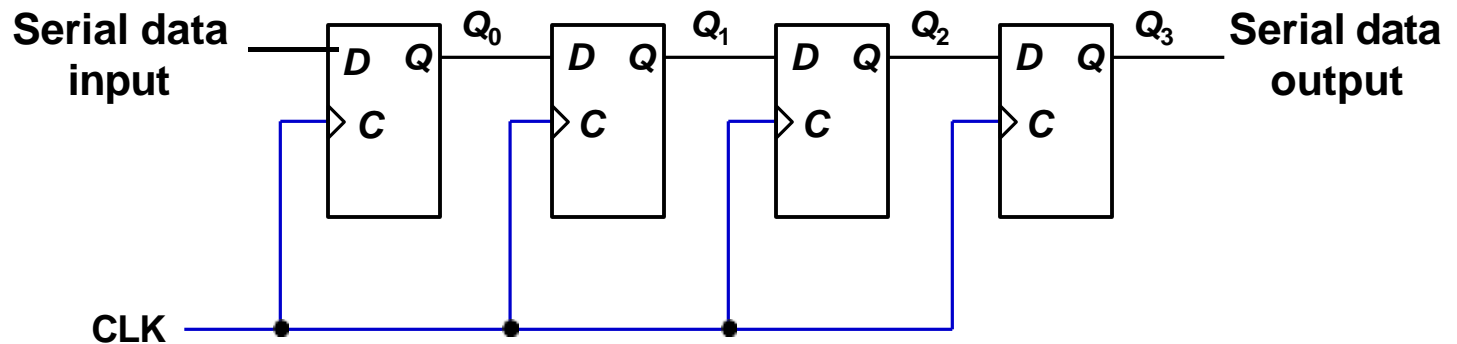 Serial data
input
D Q
C
Q₀
D Q
C
Q₁
D Q
C
Q₂
D Q
C
Q₃
Serial data
output
CLK